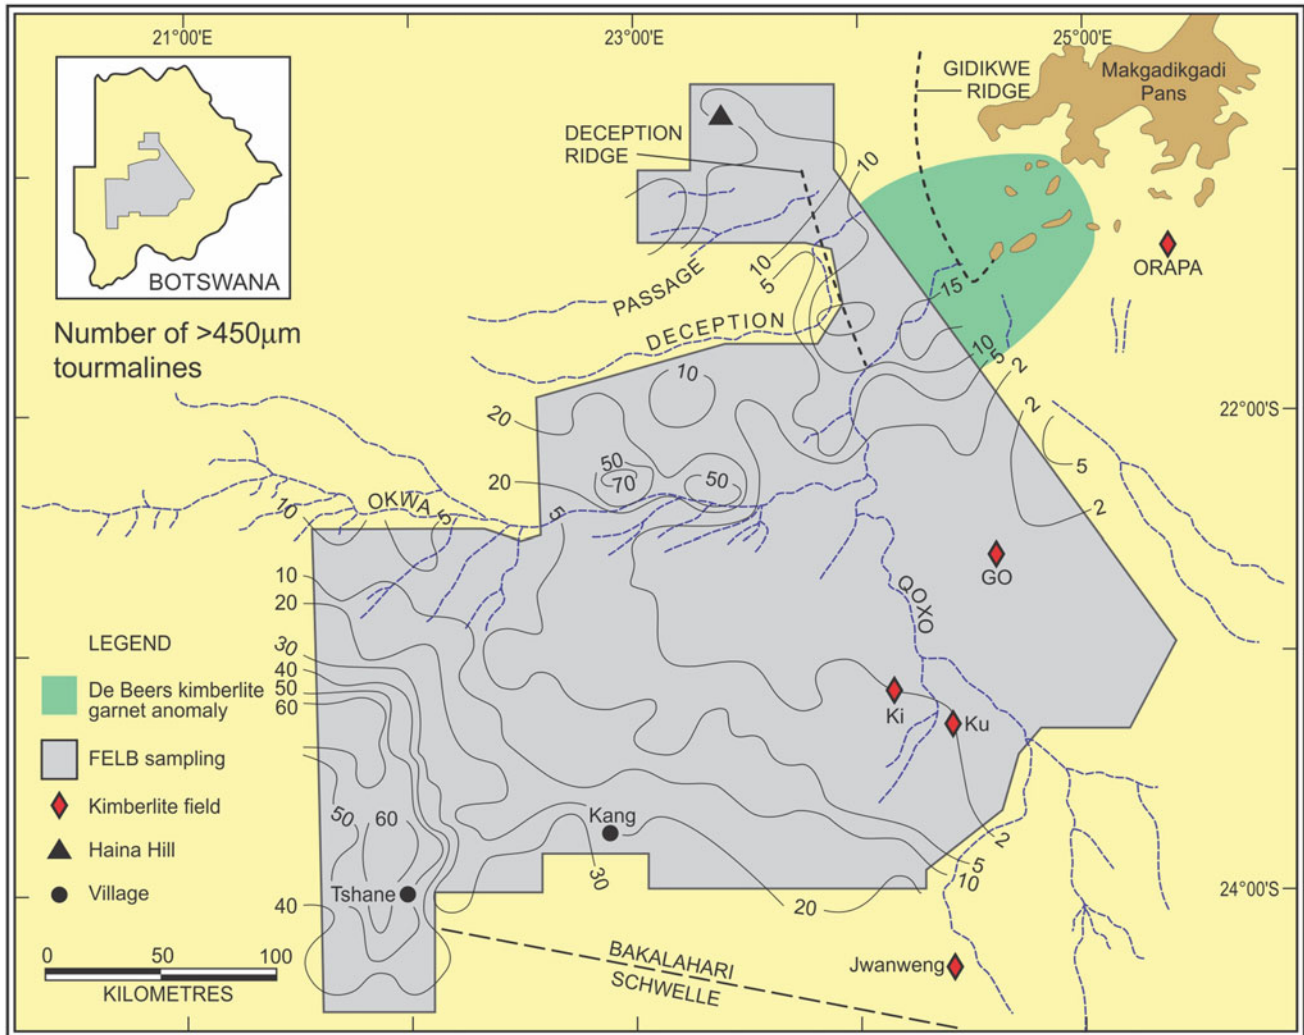 21°00'E
23°00'E
25°00'E
BOTSWANA
Number of >450µm
tourmalines
DECEPTION
RIDGE
GIDIKWE
RIDGE
Makgadikgadi
Pans
ORAPA
PASSAGE
DECEPTION
10
10
5
15
10
5
2
2
5
2
22°00'S
10
20
50
70
50
20
OKWA
10
5
5
QOXO
GO
10
20
30
40
50
60
Ki
Ku
LEGEND
De Beers kimberlite
garnet anomaly
FELB sampling
Kimberlite field
Haina Hill
Village
0 50 100
KILOMETRES
50
60
Kang
Tshane
40
30
20
2
5
10
24°00'S
BAKALAHARI
SCHWELLE
Jwanweng